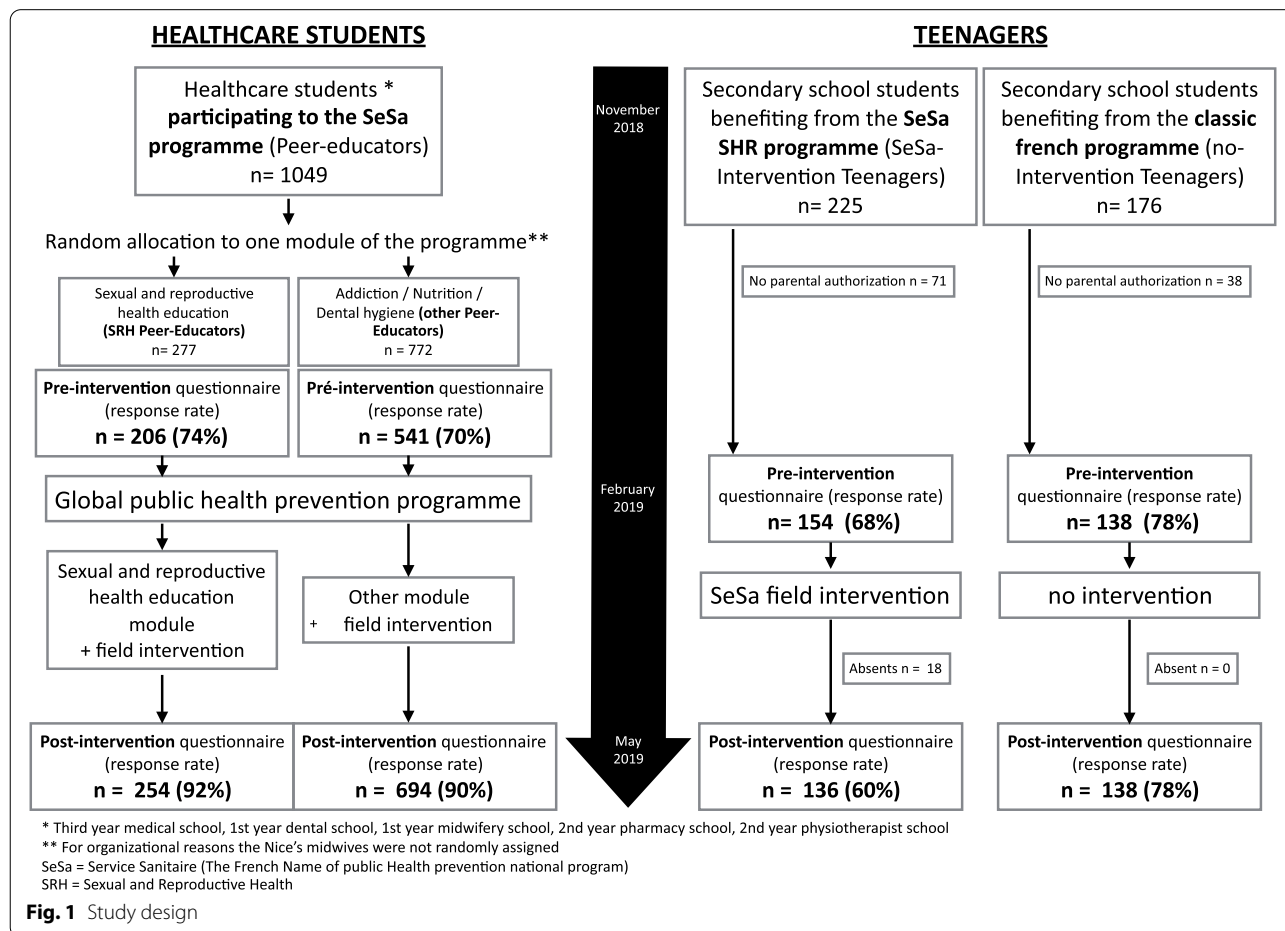 HEALTHCARE STUDENTS
Healthcare students *
participating to the SeSa
programme (Peer-educators)
n= 1049
Random allocation to one module of the programme**
Sexual and reproductive
health education
(SRH Peer-Educators)
n= 277
Addiction / Nutrition /
Dental hygiene (other Peer-
Educators)
n = 772
Pre-intervention questionnaire
(response rate)
n = 206 (74%)
Pré-intervention questionnaire
(response rate)
n = 541 (70%)
Global public health prevention programme
Sexual and reproductive
health education
module
+ field intervention
Other module
+ field intervention
Post-intervention questionnaire
(response rate)
n = 254 (92%)
Post-intervention questionnaire
(response rate)
n = 694 (90%)
November
2018
February
2019
May
2019
TEENAGERS
Secondary school students
benefiting from the SeSa
SHR programme (SeSa-
Intervention Teenagers)
n= 225
Secondary school students
benefiting from the classic
french programme (no-
Intervention Teenagers)
n= 176
No parental authorization n = 71
No parental authorization n = 38
Pre-intervention
questionnaire (response rate)
n= 154 (68%)
Pre-intervention
questionnaire (response rate)
n= 138 (78%)
SeSa field intervention
no intervention
Absents n = 18
Absent n = 0
Post-intervention questionnaire
(response rate)
n = 136 (60%)
Post-intervention questionnaire
(response rate)
n = 138 (78%)
* Third year medical school, 1st year dental school, 1st year midwifery school, 2nd year pharmacy school, 2nd year physiotherapist school
** For organizational reasons the Nice's midwives were not randomly assigned
SeSa = Service Sanitaire (The French Name of public Health prevention national program)
SRH = Sexual and Reproductive Health
Fig. 1 Study design